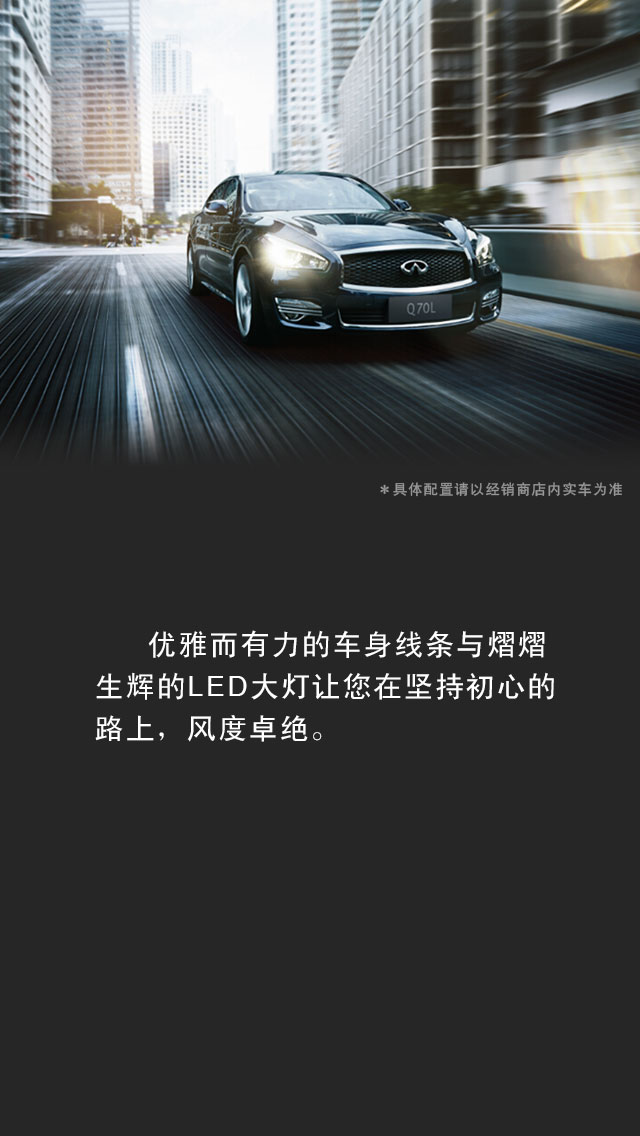 Q70L
＊具体配置请以经销商店内实车为准
优雅而有力的车身线条与熠熠
生辉的LED大灯让您在坚持初心的
路上，风度卓绝。